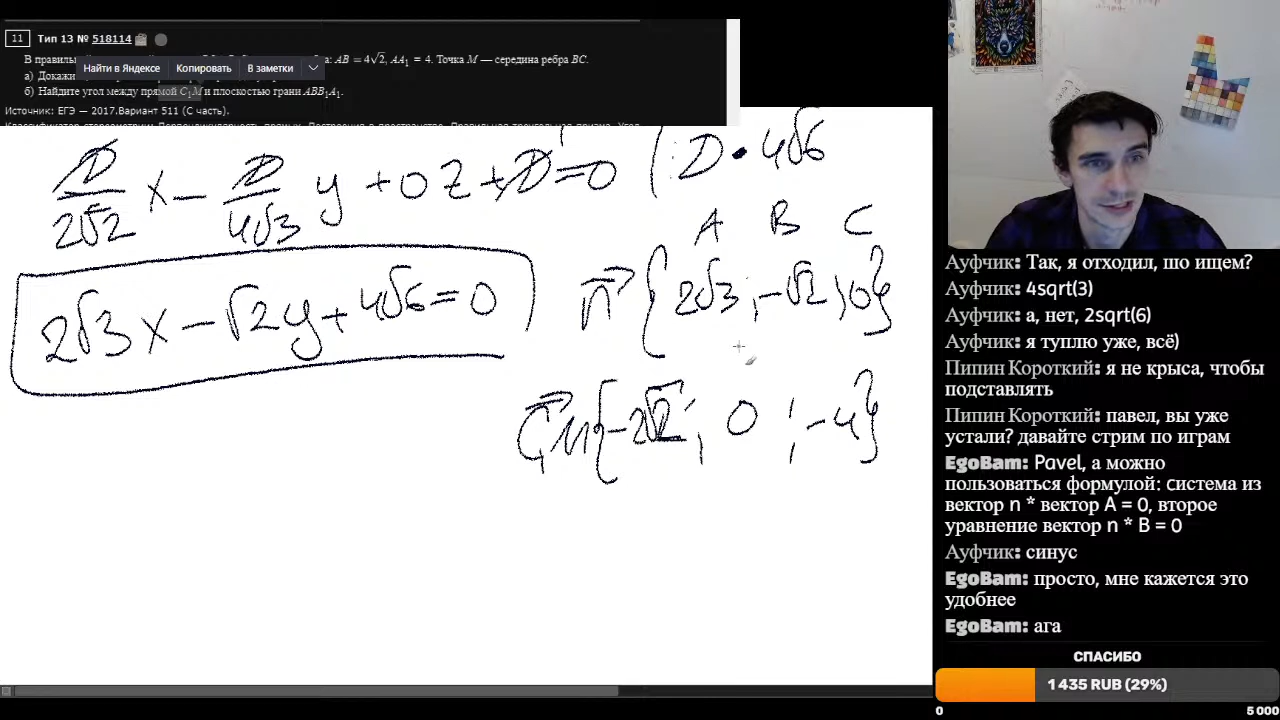 11 Тип 13 № 518114
В прави AB = 4√2, AA₁ = 4. Точка M — середина ребра BC.
Найти в Яндексе Копировать В заметки
а) Докажи
б) Найдите угол между прямой C₁M и плоскостью грани ABB₁A₁.
Источник: ЕГЭ — 2017.Вариант 511 (С часть).
D/2√2 x − D/4√3 y + 0 z + D = 0 | · D • 4√6
A B C
2√3 x − √2 y + 4√6 = 0
n {2√3 ; −√2 ; 0}
C₁M {−2√2 ; 0 ; −4}
Ауфчик: Так, я отходил, шо ищем?
Ауфчик: 4sqrt(3)
Ауфчик: а, нет, 2sqrt(6)
Ауфчик: я туплю уже, всё)
Пипин Короткий: я не крыса, чтобы
подставлять
Пипин Короткий: павел, вы уже
устали? давайте стрим по играм
EgoBam: Pavel, а можно
пользоваться формулой: система из
вектор n * вектор A = 0, второе
уравнение вектор n * B = 0
Ауфчик: синус
EgoBam: просто, мне кажется это
удобнее
EgoBam: ага
СПАСИБО
1 435 RUB (29%)
0 5 000